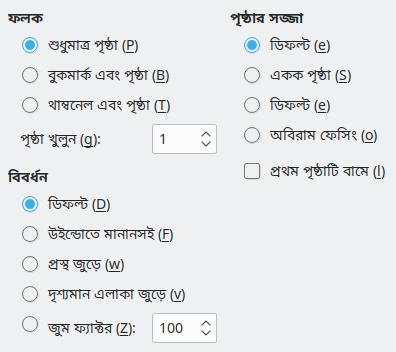 ফলক
শুধুমাত্র পৃষ্ঠা (P)
বুকমার্ক এবং পৃষ্ঠা (B)
থাম্বনেল এবং পৃষ্ঠা (T)
পৃষ্ঠা খুলুন (g): 1
বিবর্ধন
ডিফল্ট (D)
উইন্ডোতে মানানসই (F)
প্রস্থ জুড়ে (w)
দৃশ্যমান এলাকা জুড়ে (v)
জুম ফ্যাক্টর (Z): 100
পৃষ্ঠার সজ্জা
ডিফল্ট (e)
একক পৃষ্ঠা (S)
ডিফল্ট (e)
অবিরাম ফেসিং (o)
প্রথম পৃষ্ঠাটি বামে (l)